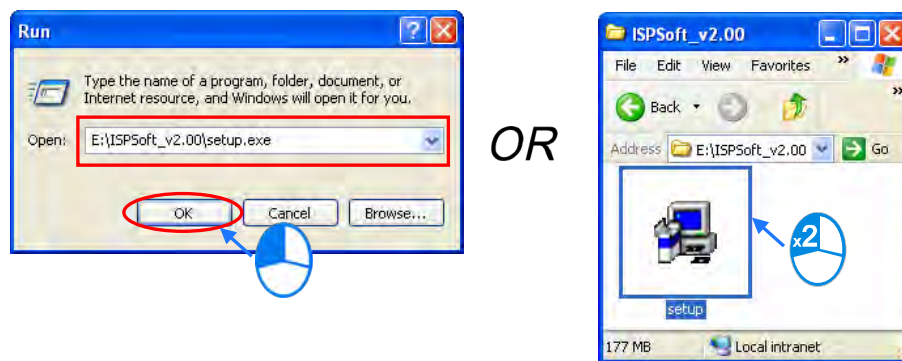 Run
Type the name of a program, folder, document, or
Internet resource, and Windows will open it for you.
Open: E:\ISPSoft_v2.00\setup.exe
OK Cancel Browse...
OR
ISPSoft_v2.00
File Edit View Favorites »
Back
»
Address E:\ISPSoft_v2.00 Go
x2
setup
177 MB Local intranet